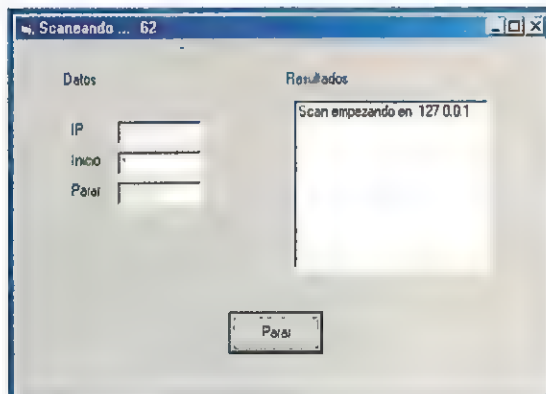 Scaneando ... 62
Datos
Resultados
IP
Inicio
Parar
Scan empezando en 127.0.0.1
Parar